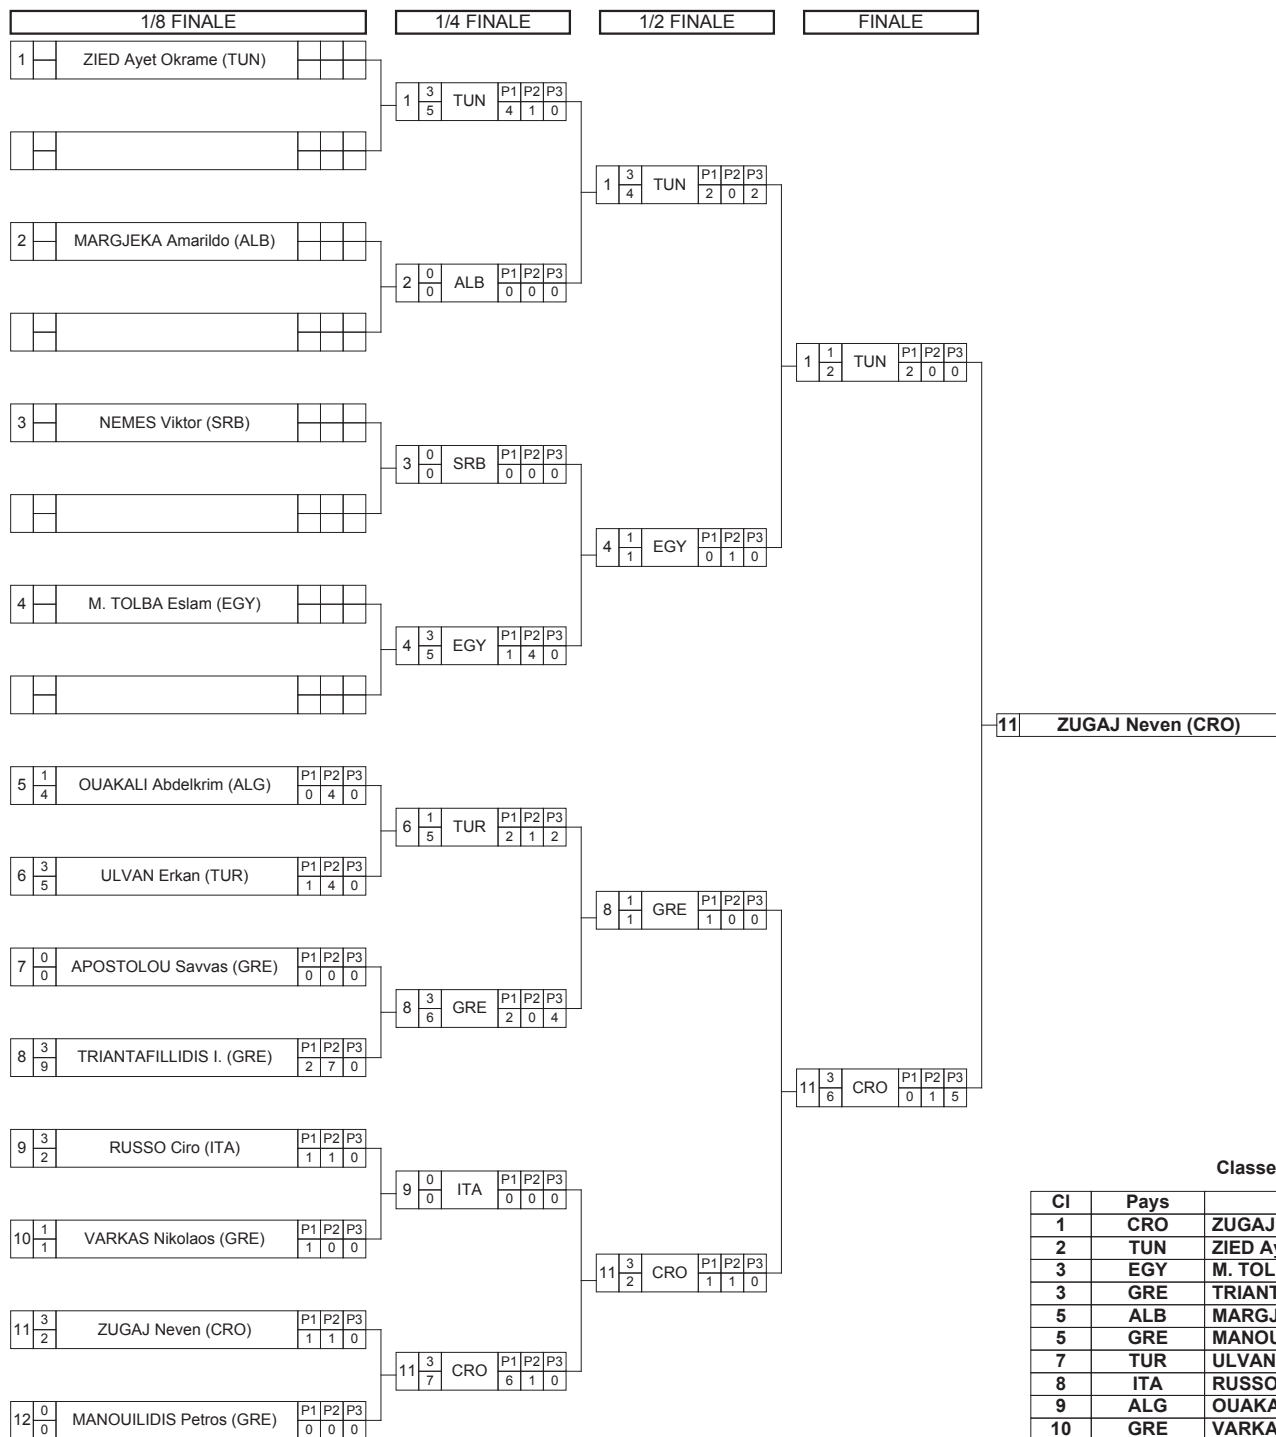 1/8 FINALE 1/4 FINALE 1/2 FINALE FINALE
1 ZIED Ayet Okrame (TUN)
1 3 5 TUN P1 P2 P3 4 1 0
1 3 4 TUN P1 P2 P3 2 0 2
2 MARGJEKA Amarildo (ALB)
2 0 0 ALB P1 P2 P3 0 0 0
1 1 2 TUN P1 P2 P3 2 0 0
3 NEMES Viktor (SRB)
3 0 0 SRB P1 P2 P3 0 0 0
4 1 1 EGY P1 P2 P3 0 1 0
4 M. TOLBA Eslam (EGY)
4 3 5 EGY P1 P2 P3 1 4 0
11 ZUGAJ Neven (CRO)
5 1 4 OUAKALI Abdelkrim (ALG) P1 P2 P3 0 4 0
6 1 5 TUR P1 P2 P3 2 1 2
6 3 5 ULVAN Erkan (TUR) P1 P2 P3 1 4 0
8 1 1 GRE P1 P2 P3 1 0 0
7 0 0 APOSTOLOU Savvas (GRE) P1 P2 P3 0 0 0
8 3 6 GRE P1 P2 P3 2 0 4
8 3 9 TRIANTAFILLIDIS I. (GRE) P1 P2 P3 2 7 0
11 3 6 CRO P1 P2 P3 0 1 5
9 3 2 RUSSO Ciro (ITA) P1 P2 P3 1 1 0
9 0 0 ITA P1 P2 P3 0 0 0
10 1 1 VARKAS Nikolaos (GRE) P1 P2 P3 1 0 0
11 3 2 CRO P1 P2 P3 1 1 0
11 3 2 ZUGAJ Neven (CRO) P1 P2 P3 1 1 0
11 3 7 CRO P1 P2 P3 6 1 0
12 0 0 MANOUILIDIS Petros (GRE) P1 P2 P3 0 0 0
Classe
Cl Pays
1 CRO ZUGAJ
2 TUN ZIED
3 EGY M. TOL
3 GRE TRIANT
5 ALB MARGJ
5 GRE MANOU
7 TUR ULVAN
8 ITA RUSSO
9 ALG OUAKA
10 GRE VARKA